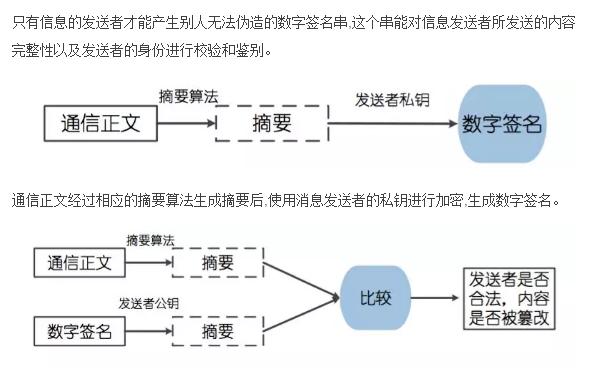 只有信息的发送者才能产生别人无法伪造的数字签名串,这个串能对信息发送者所发送的内容
完整性以及发送者的身份进行校验和鉴别。
通信正文
摘要算法
摘要
发送者私钥
数字签名
通信正文经过相应的摘要算法生成摘要后,使用消息发送者的私钥进行加密,生成数字签名。
通信正文
摘要算法
摘要
数字签名
发送者公钥
摘要
比较
发送者是否
合法，内容
是否被篡改